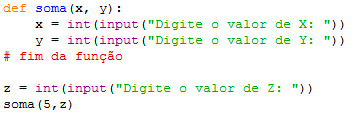 def soma(x, y):
    x = int(input("Digite o valor de X: "))
    y = int(input("Digite o valor de Y: "))
# fim da função

z = int(input("Digite o valor de Z: "))
soma(5,z)